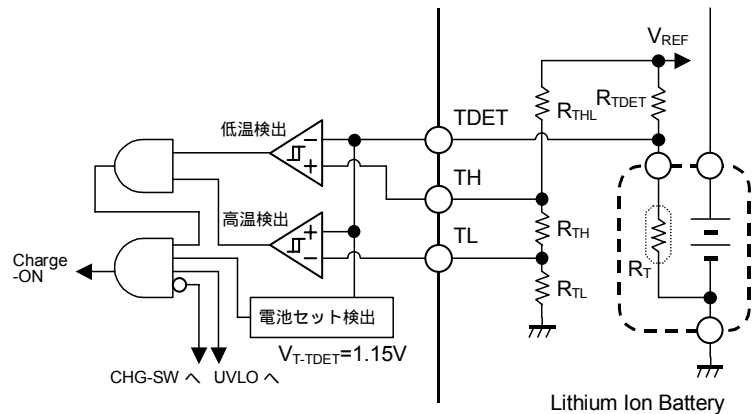 VREF
RTHL
RTDET
TDET
低温検出
-
+
TH
高温検出
+
-
RTH
TL
RT
Charge
-ON
RTL
電池セット検出
VT-TDET=1.15V
CHG-SW へ
UVLO へ
Lithium Ion Battery